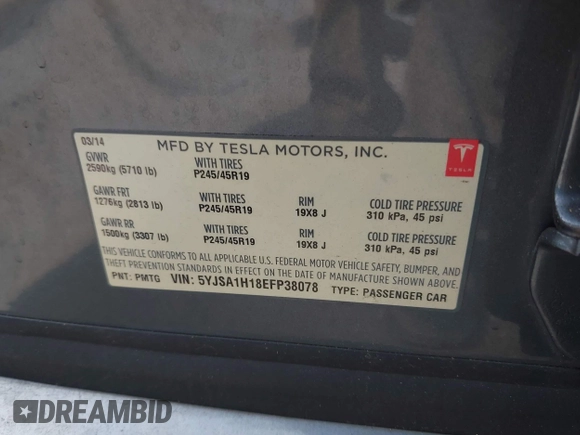 03/14 MFD BY TESLA MOTORS, INC.
GVWR WITH TIRES
2590kg (5710 lb) P245/45R19
TESLA
GAWR FRT WITH TIRES RIM COLD TIRE PRESSURE
1276kg (2813 lb) P245/45R19 19X8 J 310 kPa, 45 psi
GAWR RR WITH TIRES RIM COLD TIRE PRESSURE
1500kg (3307 lb) P245/45R19 19X8 J 310 kPa, 45 psi
THIS VEHICLE CONFORMS TO ALL APPLICABLE U.S. FEDERAL MOTOR VEHICLE SAFETY, BUMPER, AND
THEFT PREVENTION STANDARDS IN EFFECT ON THE DATE OF MANUFACTURE SHOWN ABOVE.
PNT: PMTG VIN: 5YJSA1H18EFP38078 TYPE: PASSENGER CAR
DREAMBID